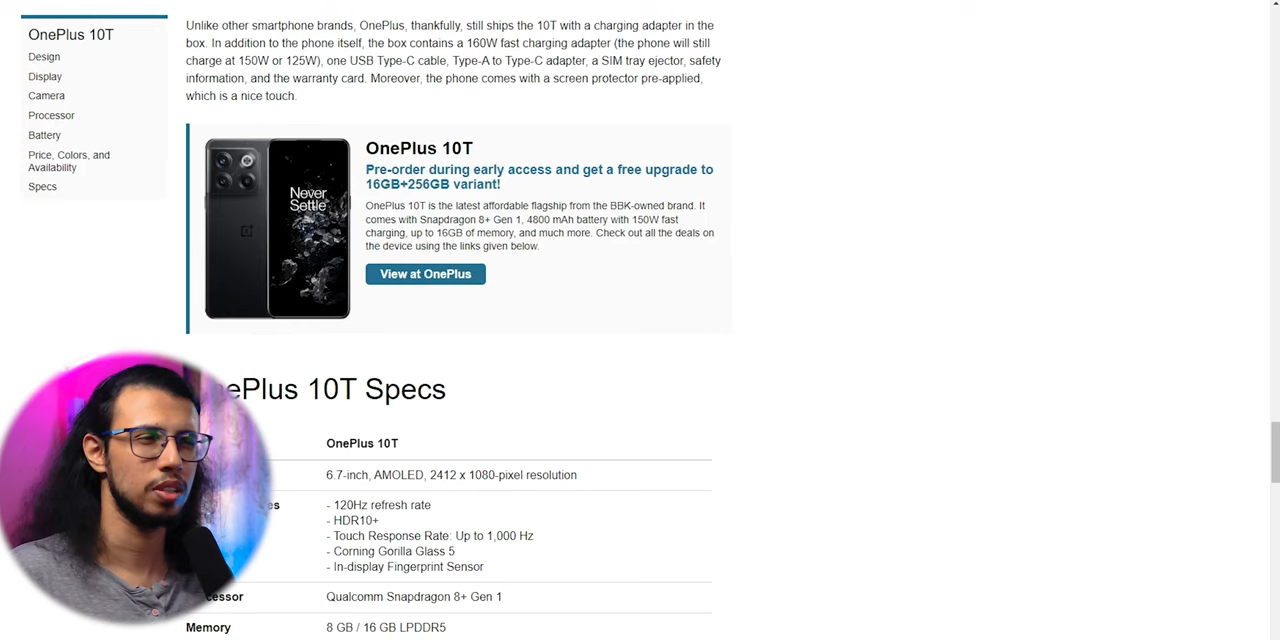 OnePlus 10T
Design
Display
Camera
Processor
Battery
Price, Colors, and
Availability
Specs
Unlike other smartphone brands, OnePlus, thankfully, still ships the 10T with a charging adapter in the
box. In addition to the phone itself, the box contains a 160W fast charging adapter (the phone will still
charge at 150W or 125W), one USB Type-C cable, Type-A to Type-C adapter, a SIM tray ejector, safety
information, and the warranty card. Moreover, the phone comes with a screen protector pre-applied,
which is a nice touch.
Never
Settle
OnePlus 10T
Pre-order during early access and get a free upgrade to
16GB+256GB variant!
OnePlus 10T is the latest affordable flagship from the BBK-owned brand. It
comes with Snapdragon 8+ Gen 1, 4800 mAh battery with 150W fast
charging, up to 16GB of memory, and much more. Check out all the deals on
the device using the links given below.
View at OnePlus
ePlus 10T Specs
OnePlus 10T
6.7-inch, AMOLED, 2412 x 1080-pixel resolution
es
- 120Hz refresh rate
- HDR10+
- Touch Response Rate: Up to 1,000 Hz
- Corning Gorilla Glass 5
- In-display Fingerprint Sensor
cessor
Qualcomm Snapdragon 8+ Gen 1
Memory
8 GB / 16 GB LPDDR5